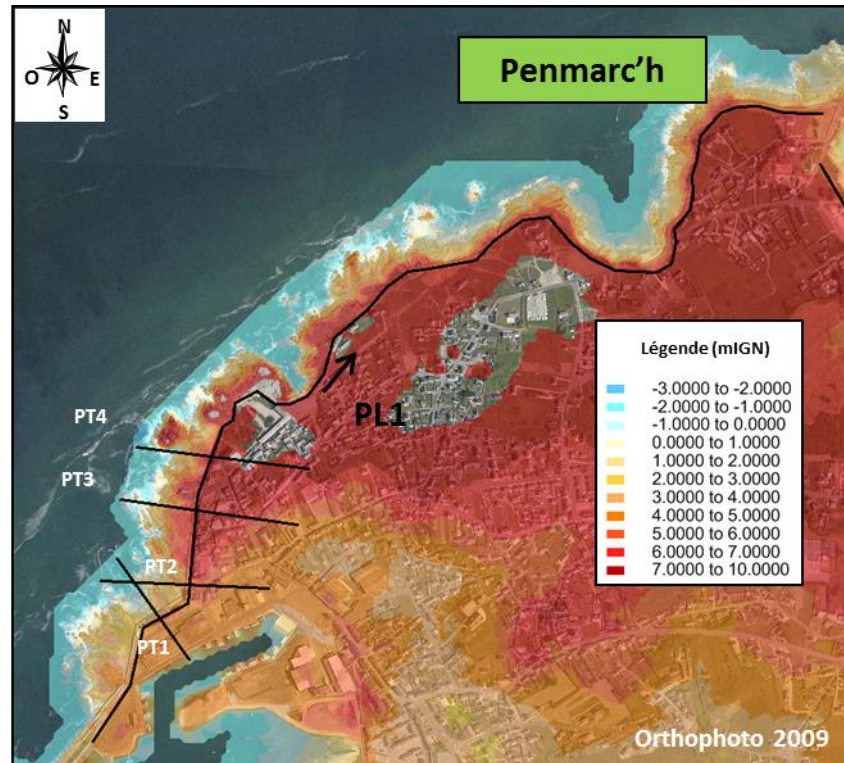 N
O E
S
Penmarc'h
Légende (mIGN)
-3.0000 to -2.0000
-2.0000 to -1.0000
-1.0000 to 0.0000
0.0000 to 1.0000
1.0000 to 2.0000
2.0000 to 3.0000
3.0000 to 4.0000
4.0000 to 5.0000
5.0000 to 6.0000
6.0000 to 7.0000
7.0000 to 10.0000
PL1
PT4
PT3
PT2
PT1
Orthophoto 2009